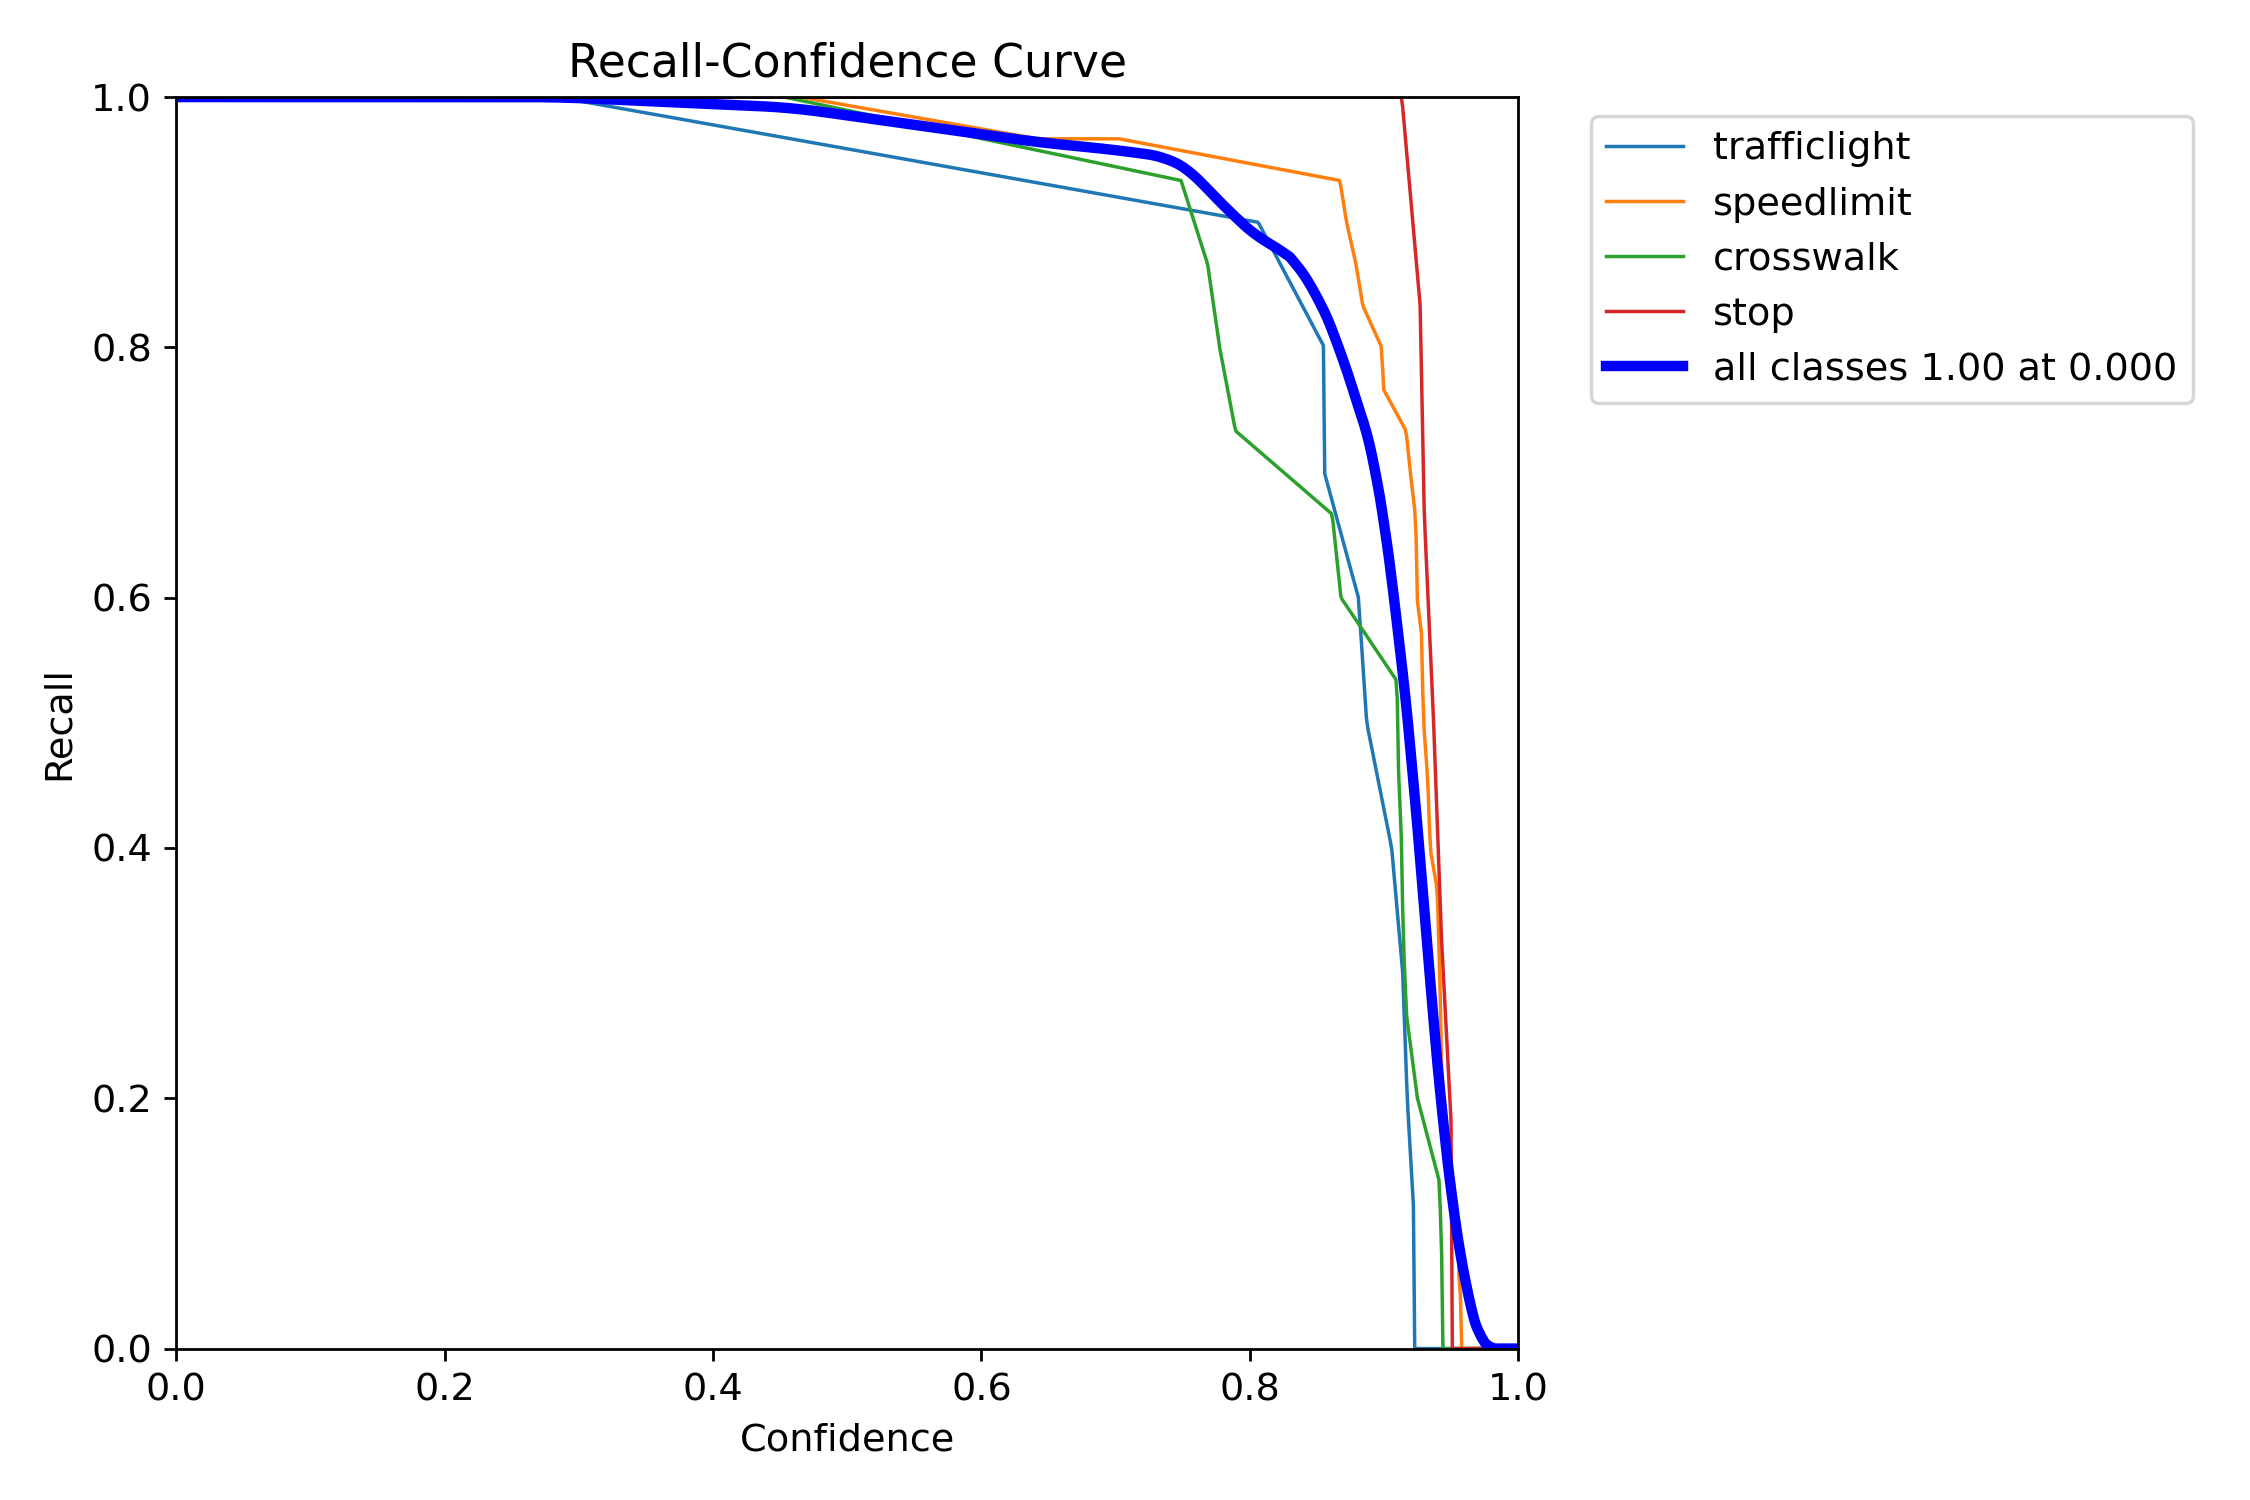 Recall-Confidence Curve
1.0
0.8
0.6
0.4
0.2
0.0
Recall
0.0 0.2 0.4 0.6 0.8 1.0
Confidence
trafficlight
speedlimit
crosswalk
stop
all classes 1.00 at 0.000